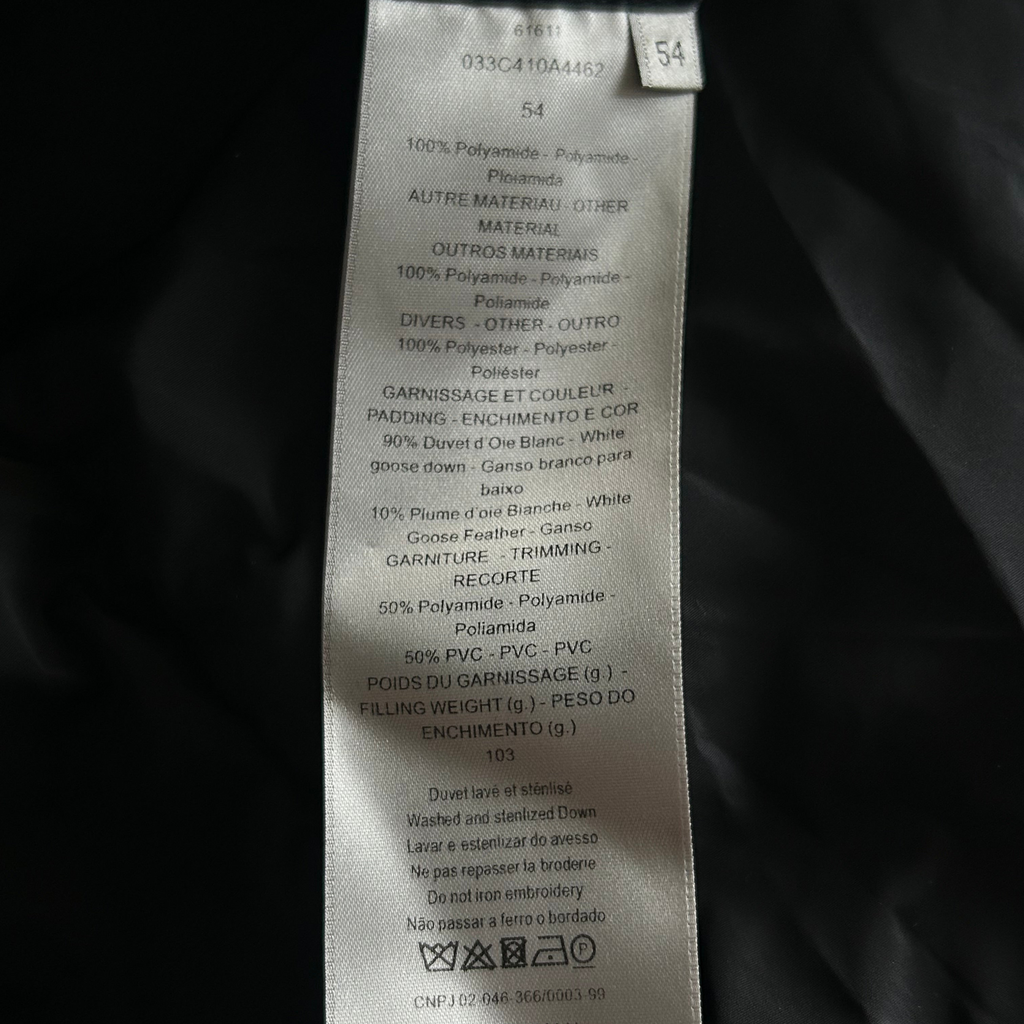 61611
54
033C410A4462
54
100% Polyamide - Polyamide -
Ploiamida
AUTRE MATERIAU - OTHER
MATERIAL
OUTROS MATERIAIS
100% Polyamide - Polyamide -
Poliamide
DIVERS - OTHER - OUTRO
100% Polyester - Polyester -
Poliéster
GARNISSAGE ET COULEUR -
PADDING - ENCHIMENTO E COR
90% Duvet d'Oie Blanc - White
goose down - Ganso branco para
baixo
10% Plume d'oie Blanche - White
Goose Feather - Ganso
GARNITURE - TRIMMING -
RECORTE
50% Polyamide - Polyamide -
Poliamida
50% PVC - PVC - PVC
POIDS DU GARNISSAGE (g.) -
FILLING WEIGHT (g.) - PESO DO
ENCHIMENTO (g.)
103
Duvet lavé et stérilisé
Washed and sterilized Down
Lavar e esterilizar do avesso
Ne pas repasser la broderie
Do not iron embroidery
Não passar a ferro o bordado
P
CNPJ 02-046-366/0003-99